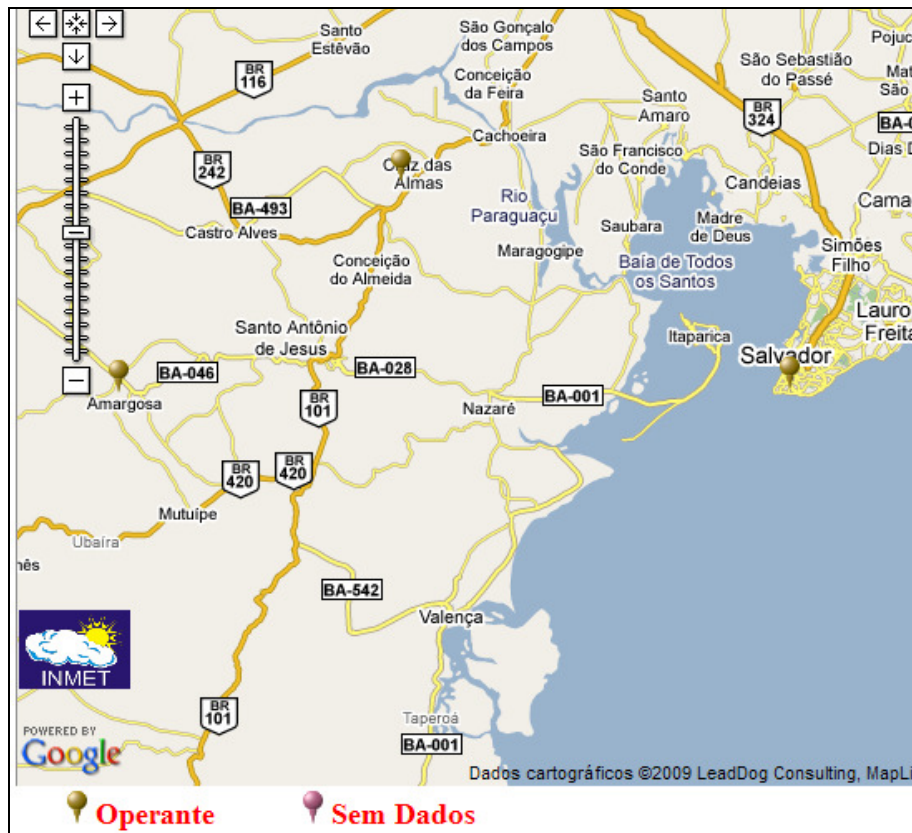 Santo
Estêvão
São Gonçalo
dos Campos
BR
116
Conceição
da Feira
São Sebastião
do Passé
Santo
Amaro
BR
324
Cachoeira
BR
242
São Francisco
do Conde
Dias D
Cruz das
Almas
Candeias
BA-493
Rio
Paraguaçu
Castro Alves
Saubara
Madre
de Deus
Maragogipe
Simões
Filho
Conceição
do Almeida
Baía de Todos
os Santos
Santo Antônio
de Jesus
Itaparica
Lauro
Freita
Salvador
BA-046
BA-028
Amargosa
BR
101
Nazaré
BA-001
BR
420
BR
420
Mutuípe
Ubaíra
nês
BA-542
Valença
INMET
BR
101
Taperoá
BA-001
POWERED BY
Google
Dados cartográficos ©2009 LeadDog Consulting, MapLi
Operante
Sem Dados